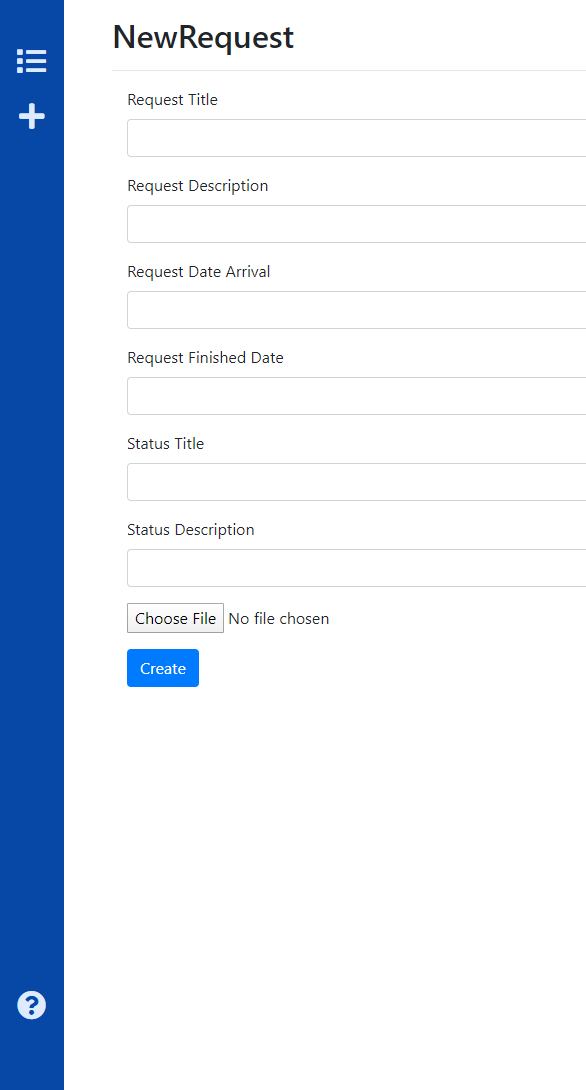 NewRequest
Request Title
Request Description
Request Date Arrival
Request Finished Date
Status Title
Status Description
Choose File No file chosen
Create
?